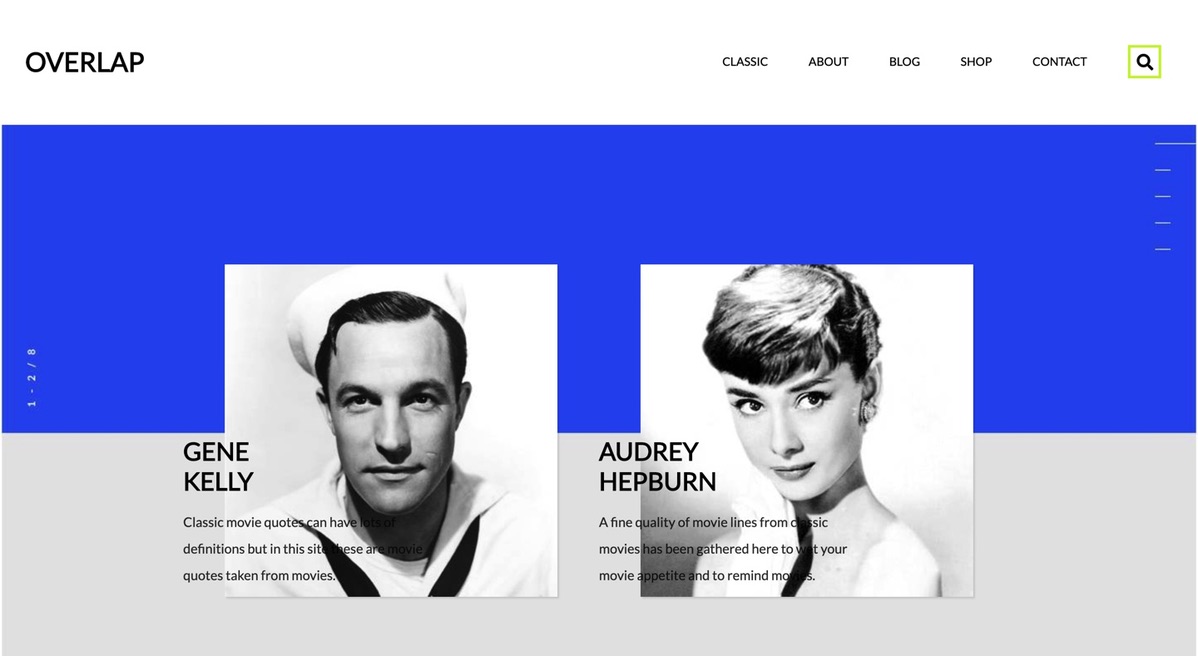 OVERLAP
CLASSIC ABOUT BLOG SHOP CONTACT
1 - 2 / 8
GENE
KELLY
Classic movie quotes can have lots of
definitions but in this site these are movie
quotes taken from movies.
AUDREY
HEPBURN
A fine quality of movie lines from classic
movies has been gathered here to wet your
movie appetite and to remind movies.